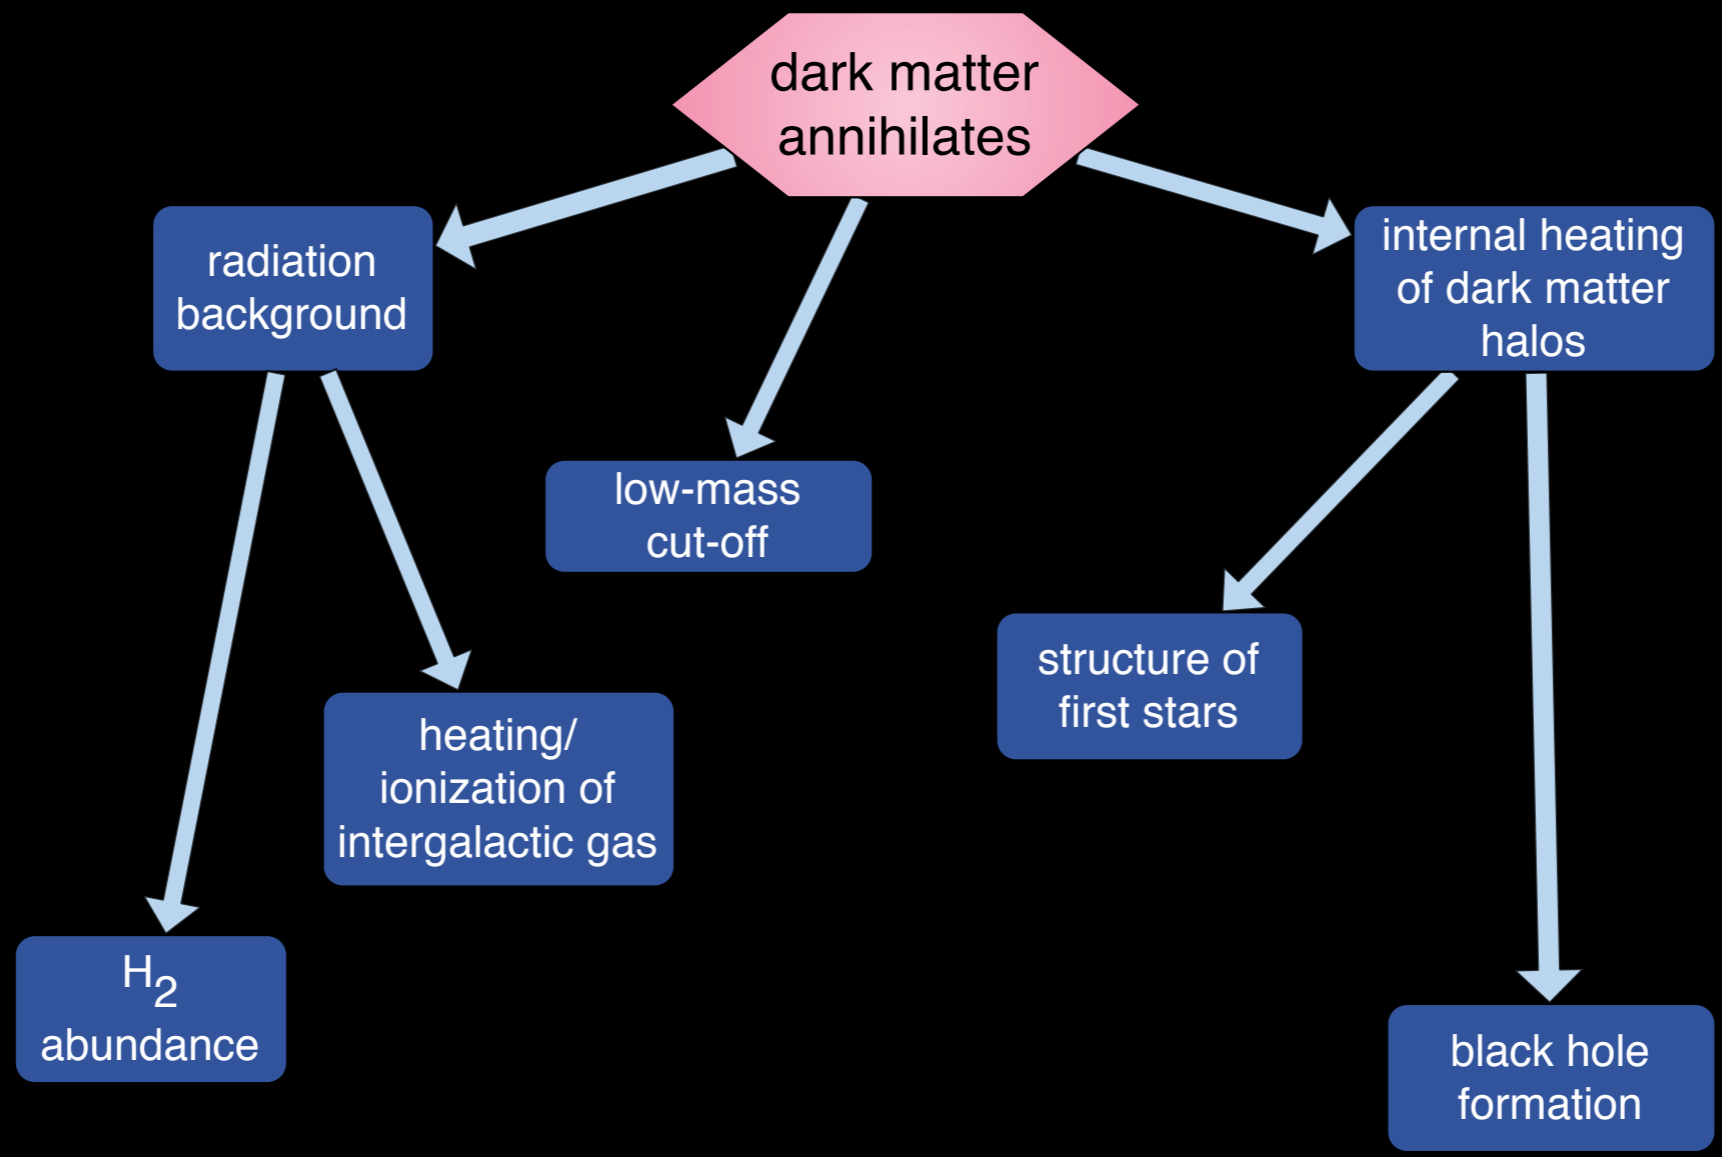 dark matter
annihilates
radiation
background
internal heating
of dark matter
halos
low-mass
cut-off
structure of
first stars
heating/
ionization of
intergalactic gas
H₂
abundance
black hole
formation